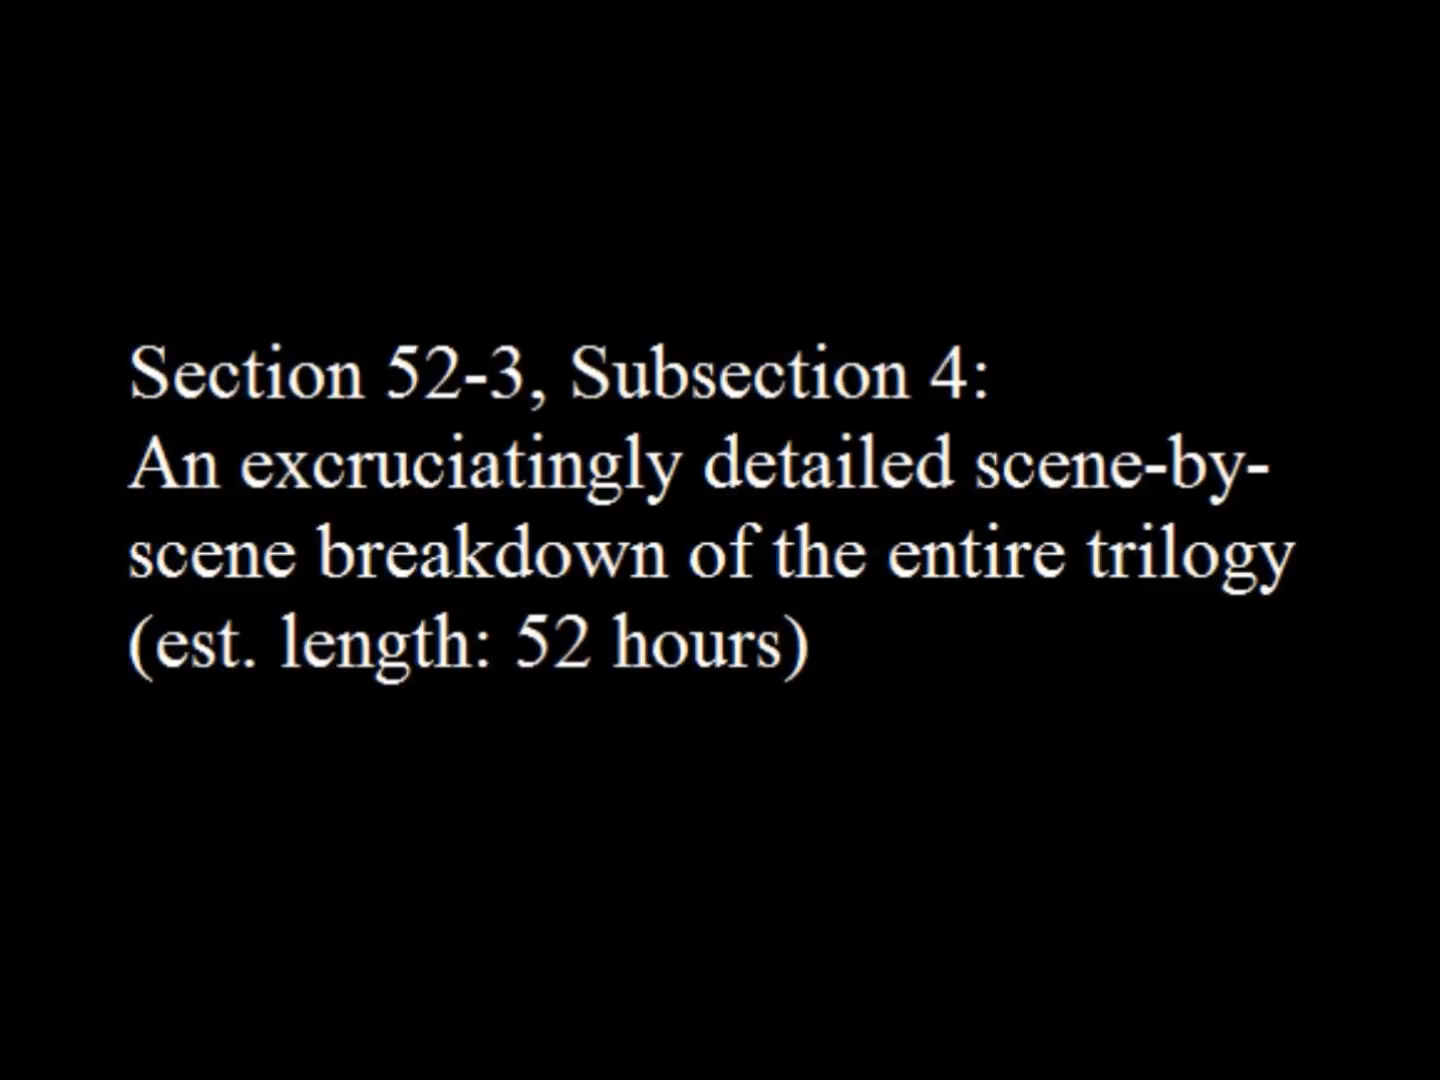 Section 52-3, Subsection 4:
An excruciatingly detailed scene-by-
scene breakdown of the entire trilogy
(est. length: 52 hours)